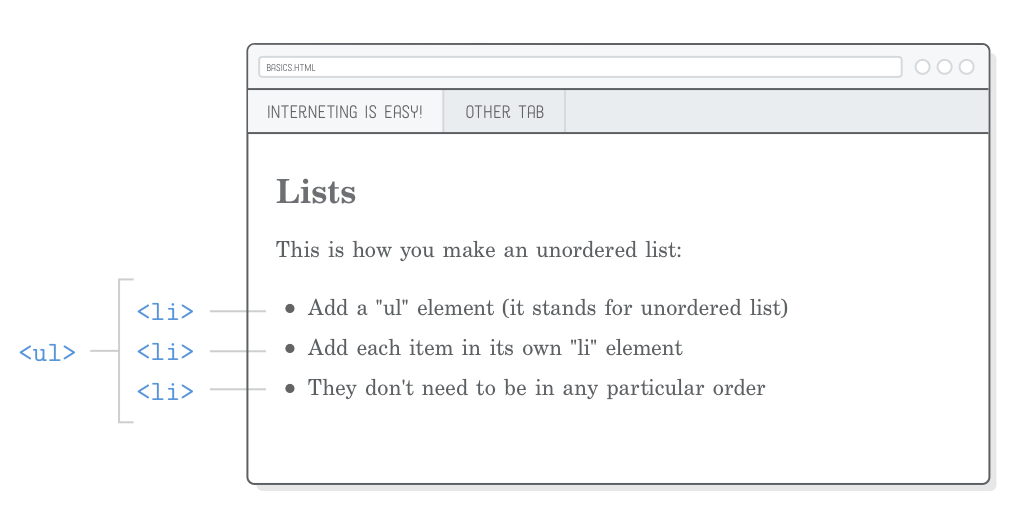 BASICS.HTML
INTERNETING IS EASY!
OTHER TAB
Lists
This is how you make an unordered list:
<ul>
<li>
● Add a "ul" element (it stands for unordered list)
<li>
● Add each item in its own "li" element
<li>
● They don't need to be in any particular order